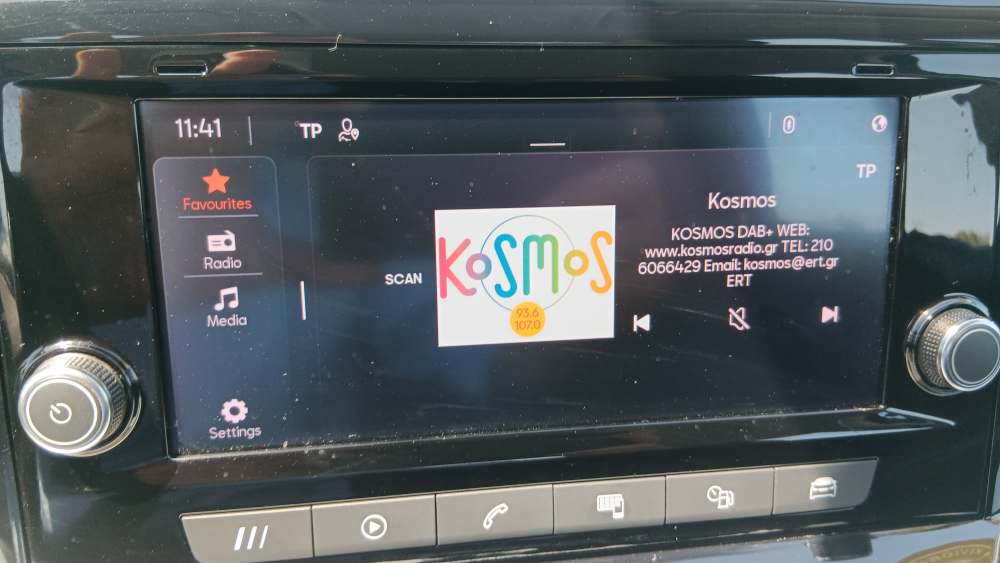 11:41
TP
TP
Favourites
Radio
Media
Settings
SCAN
KOSMOS
93.6
107.0
Kosmos
KOSMOS DAB+ WEB:
www.kosmosradio.gr TEL: 210
6066429 Email: kosmos@ert.gr
ERT